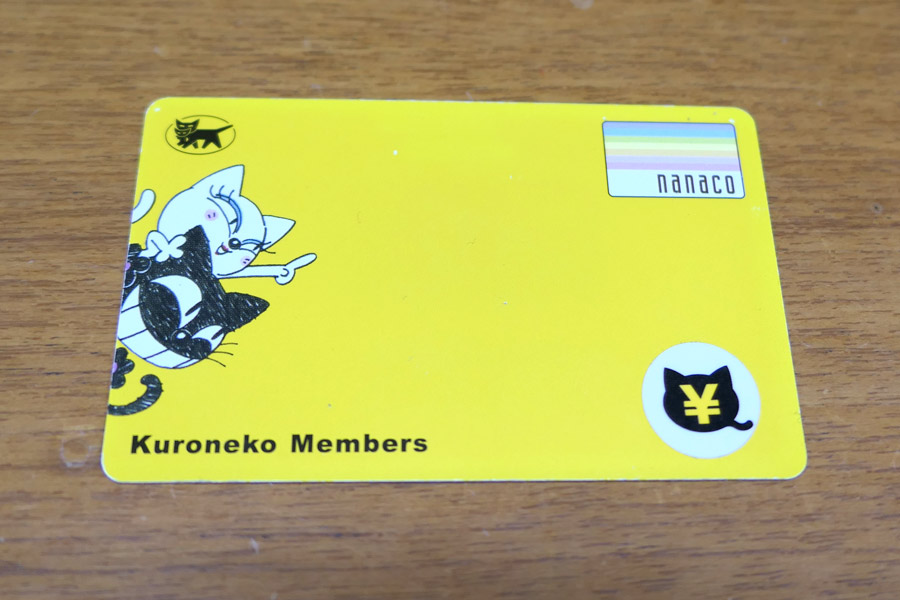 nanaco
¥
Kuroneko Members